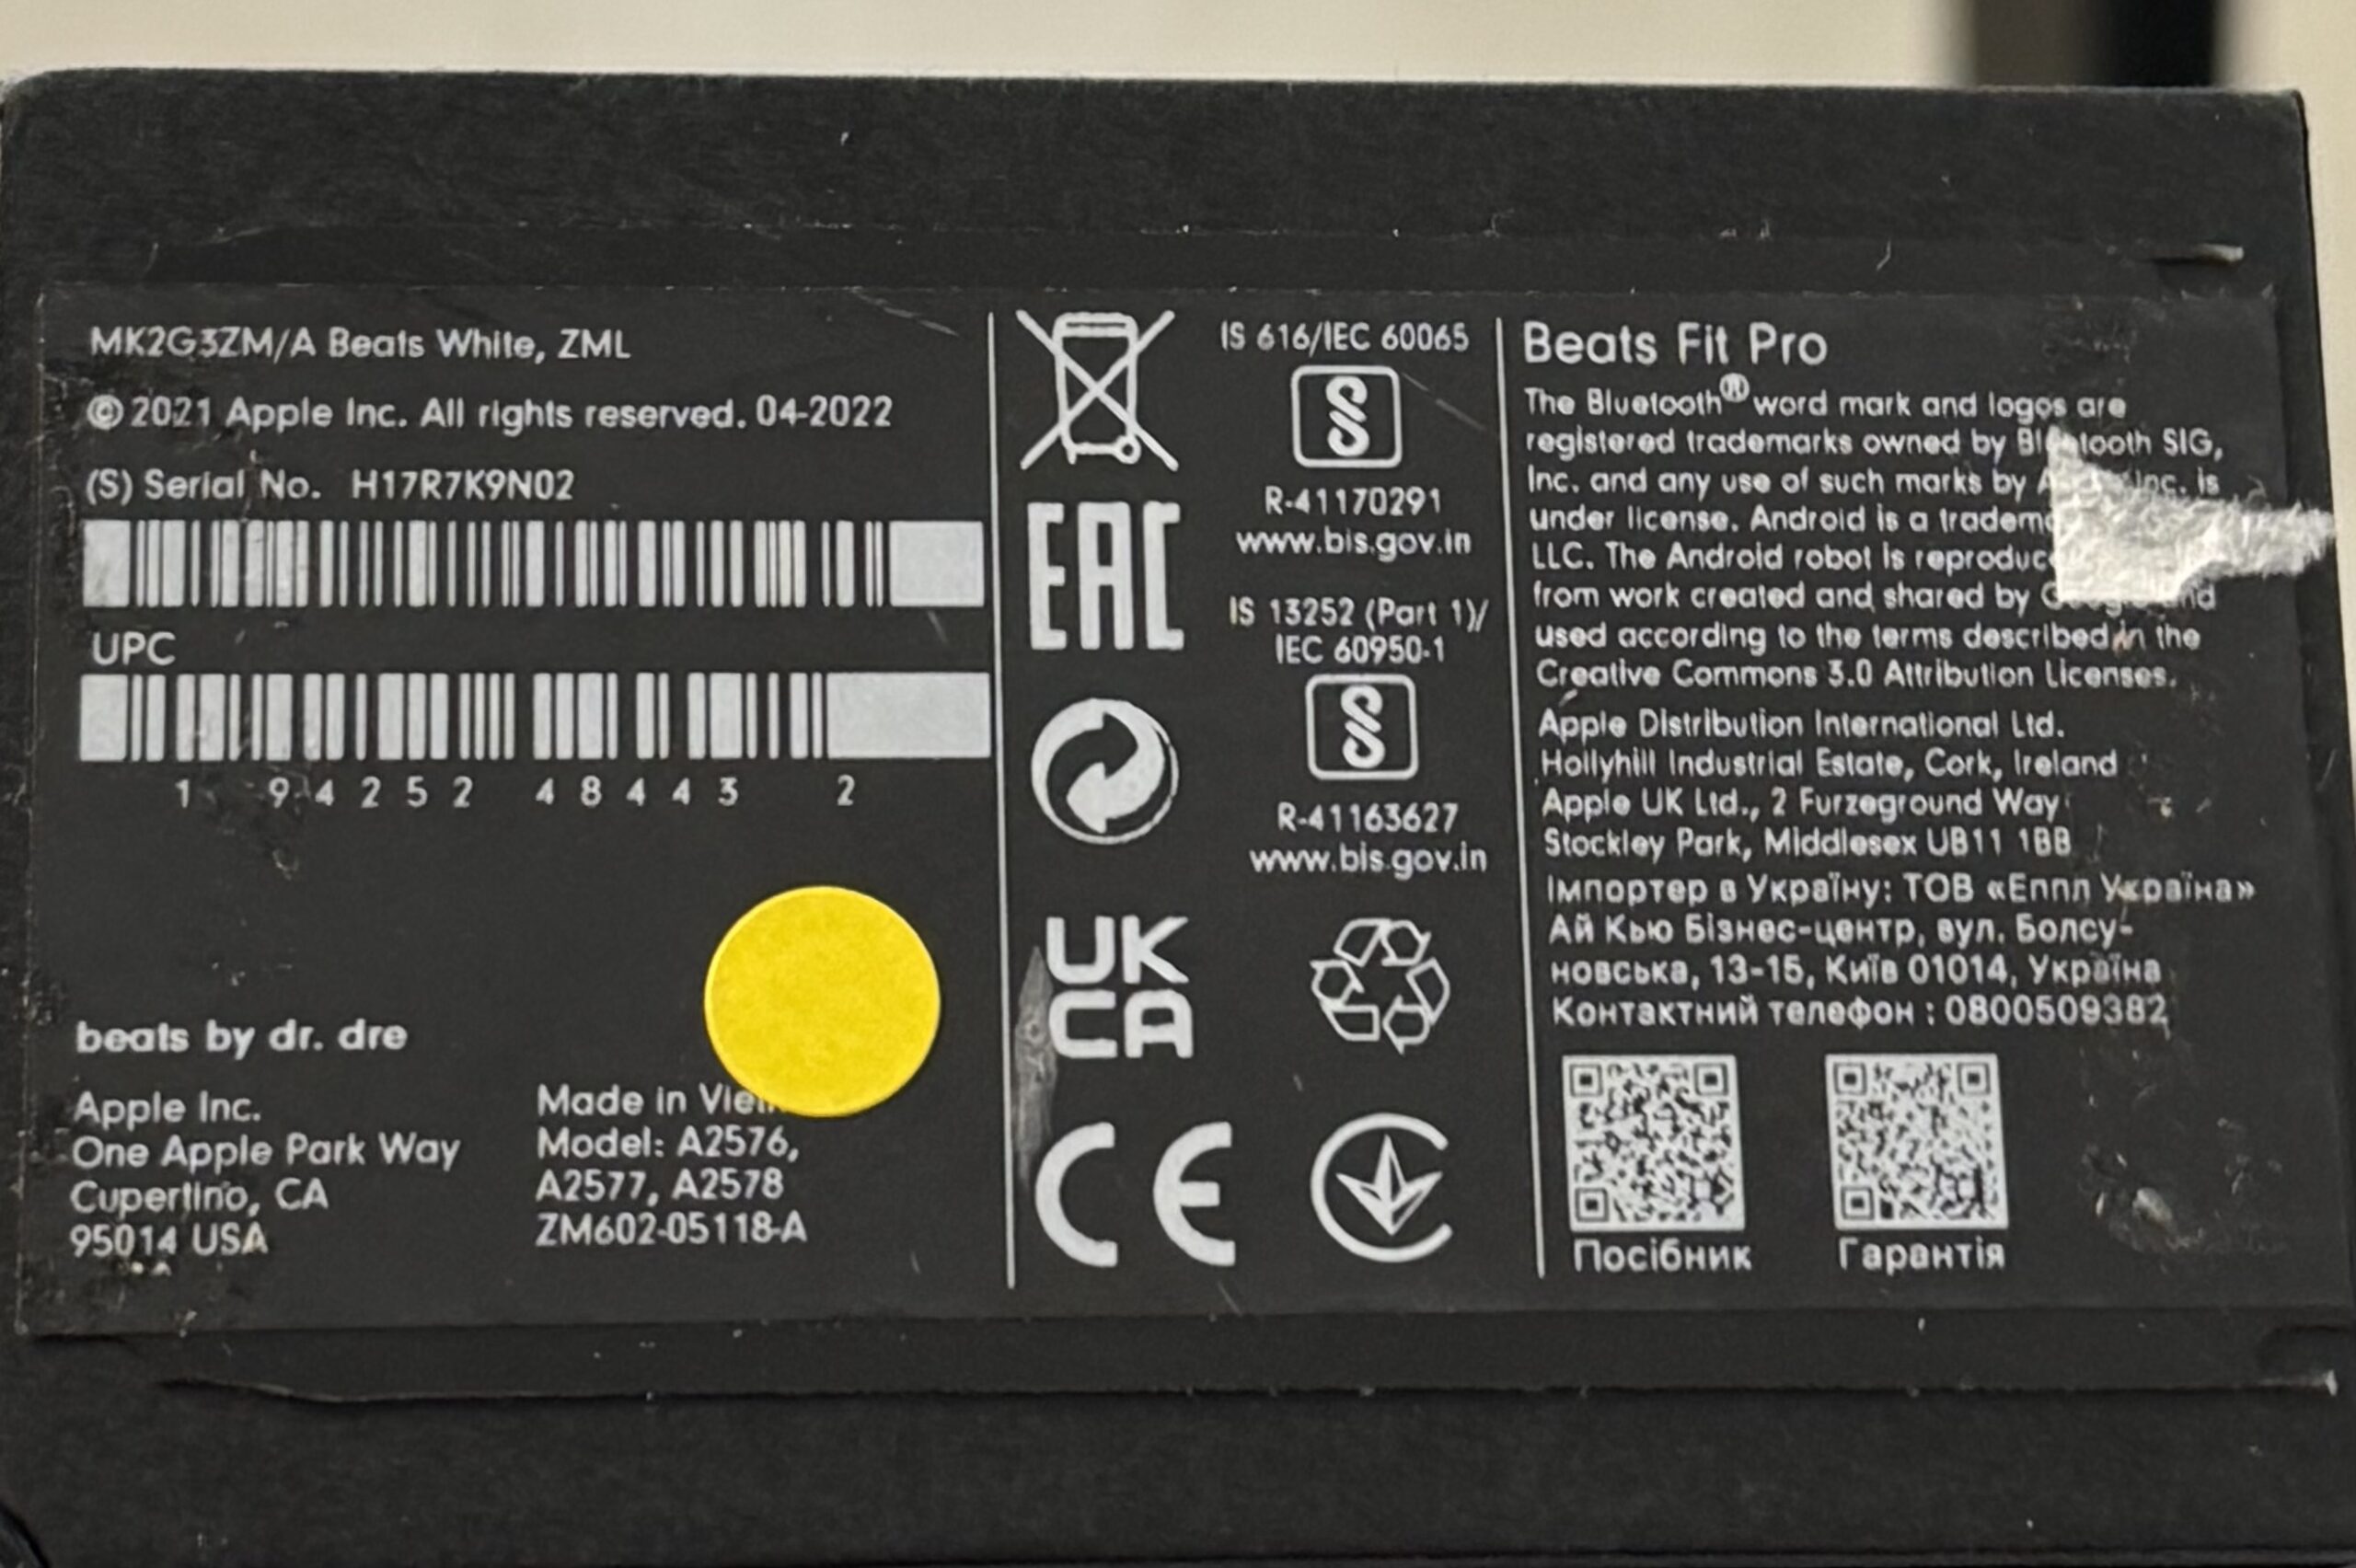 MK2G3ZM/A Beats White, ZML
© 2021 Apple Inc. All rights reserved. 04-2022
(S) Serial No. H17R7K9N02
UPC
1 94252 48443 2
beats by dr. dre
Apple Inc.
One Apple Park Way
Cupertino, CA
95014 USA
Made in
Model: A2576,
A2577, A2578
ZM602-05118-A
EAC
UK
CA
CE
IS 616/IEC 60065
R-41170291
www.bis.gov.in
IS 13252 (Part 1)/
IEC 60950-1
R-41163627
www.bis.gov.in
Beats Fit Pro
The Bluetooth® word mark and logos are
registered trademarks owned by SIG,
Inc. and any use of such marks by Inc. is
under license. Android is a
LLC. The Android robot is
from work created and shared by
used according to the terms described in the
Creative Commons 3.0 Attribution Licenses.
Apple Distribution International Ltd.
Hollyhill Industrial Estate, Cork, Ireland
Apple UK Ltd., 2 Furzeground Way
Stockley Park, Middlesex UB11 1BB
Імпортер в Україну: ТОВ «Еппл Україна»
Ай Кью Бізнес-центр, вул. Болсу-
новська, 13-15, Київ 01014, Україна
Контактний телефон : 0800509382
Посібник
Гарантія